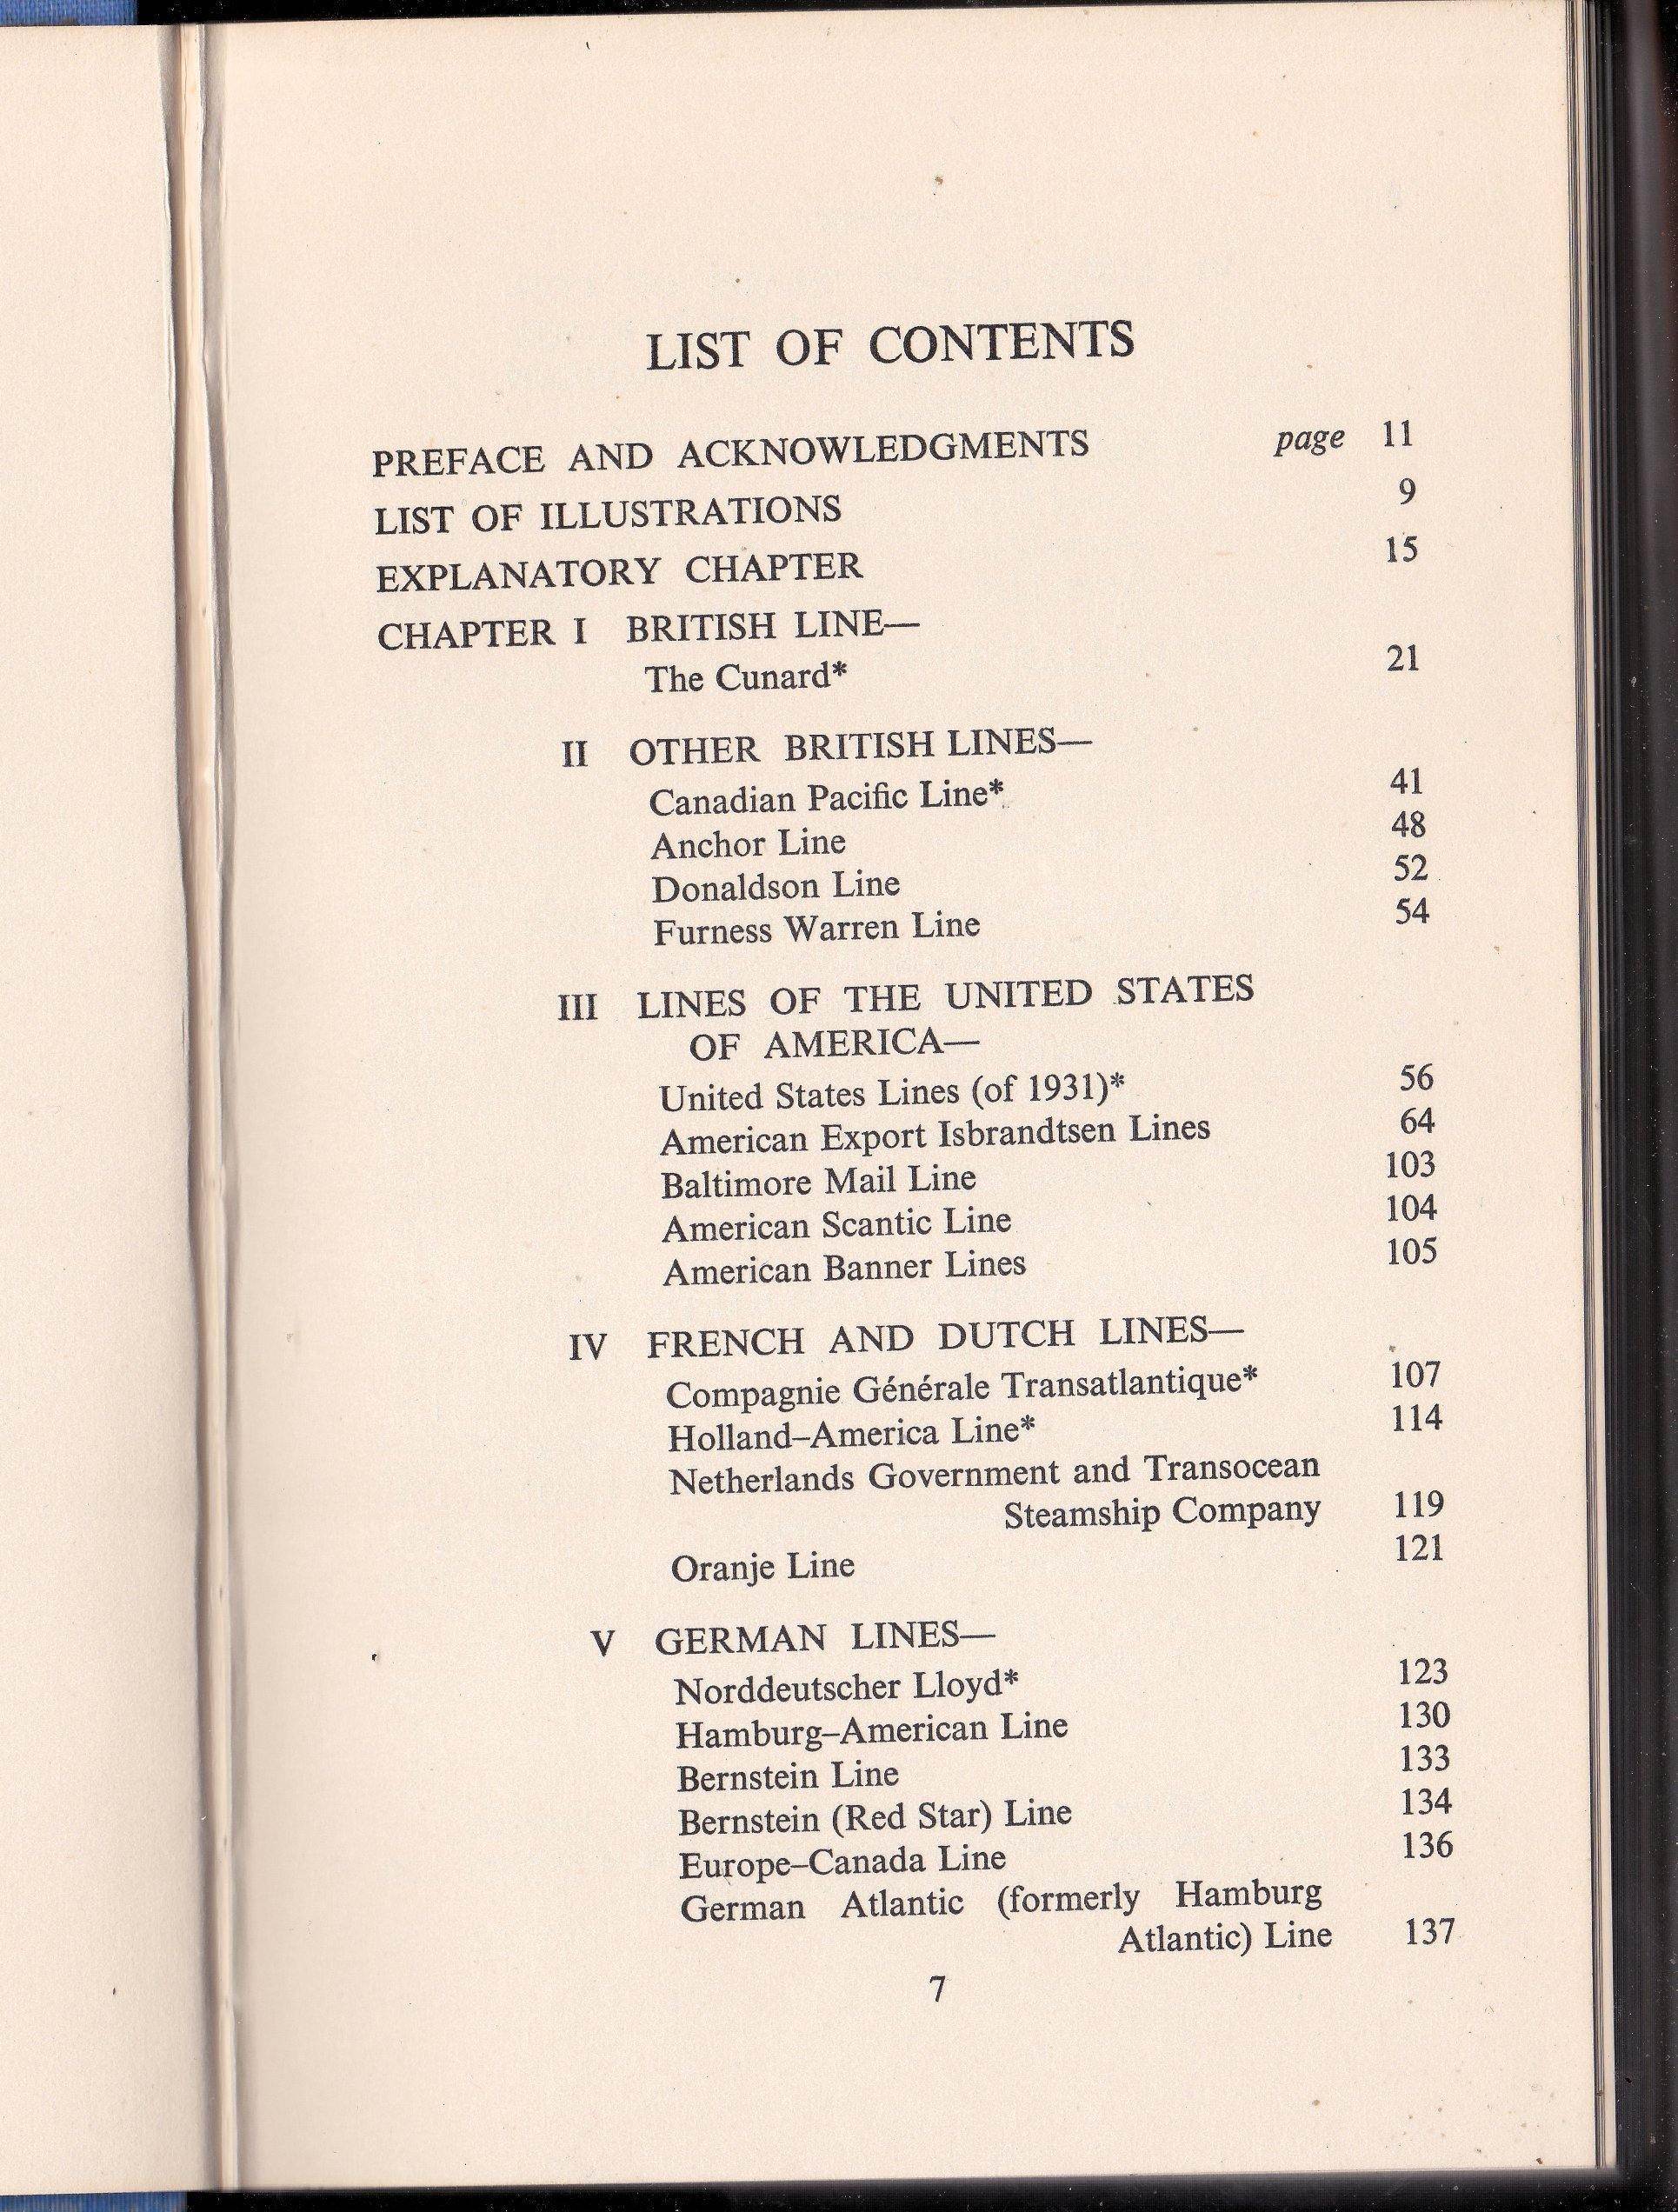 LIST OF CONTENTS
PREFACE AND ACKNOWLEDGMENTS page 11
LIST OF ILLUSTRATIONS 9
EXPLANATORY CHAPTER 15
CHAPTER I BRITISH LINE—
The Cunard* 21
II OTHER BRITISH LINES—
Canadian Pacific Line* 41
Anchor Line 48
Donaldson Line 52
Furness Warren Line 54
III LINES OF THE UNITED STATES
OF AMERICA—
United States Lines (of 1931)* 56
American Export Isbrandtsen Lines 64
Baltimore Mail Line 103
American Scantic Line 104
American Banner Lines 105
IV FRENCH AND DUTCH LINES—
Compagnie Générale Transatlantique* 107
Holland–America Line* 114
Netherlands Government and Transocean
Steamship Company 119
Oranje Line 121
V GERMAN LINES—
Norddeutscher Lloyd* 123
Hamburg–American Line 130
Bernstein Line 133
Bernstein (Red Star) Line 134
Europe–Canada Line 136
German Atlantic (formerly Hamburg
Atlantic) Line 137
7